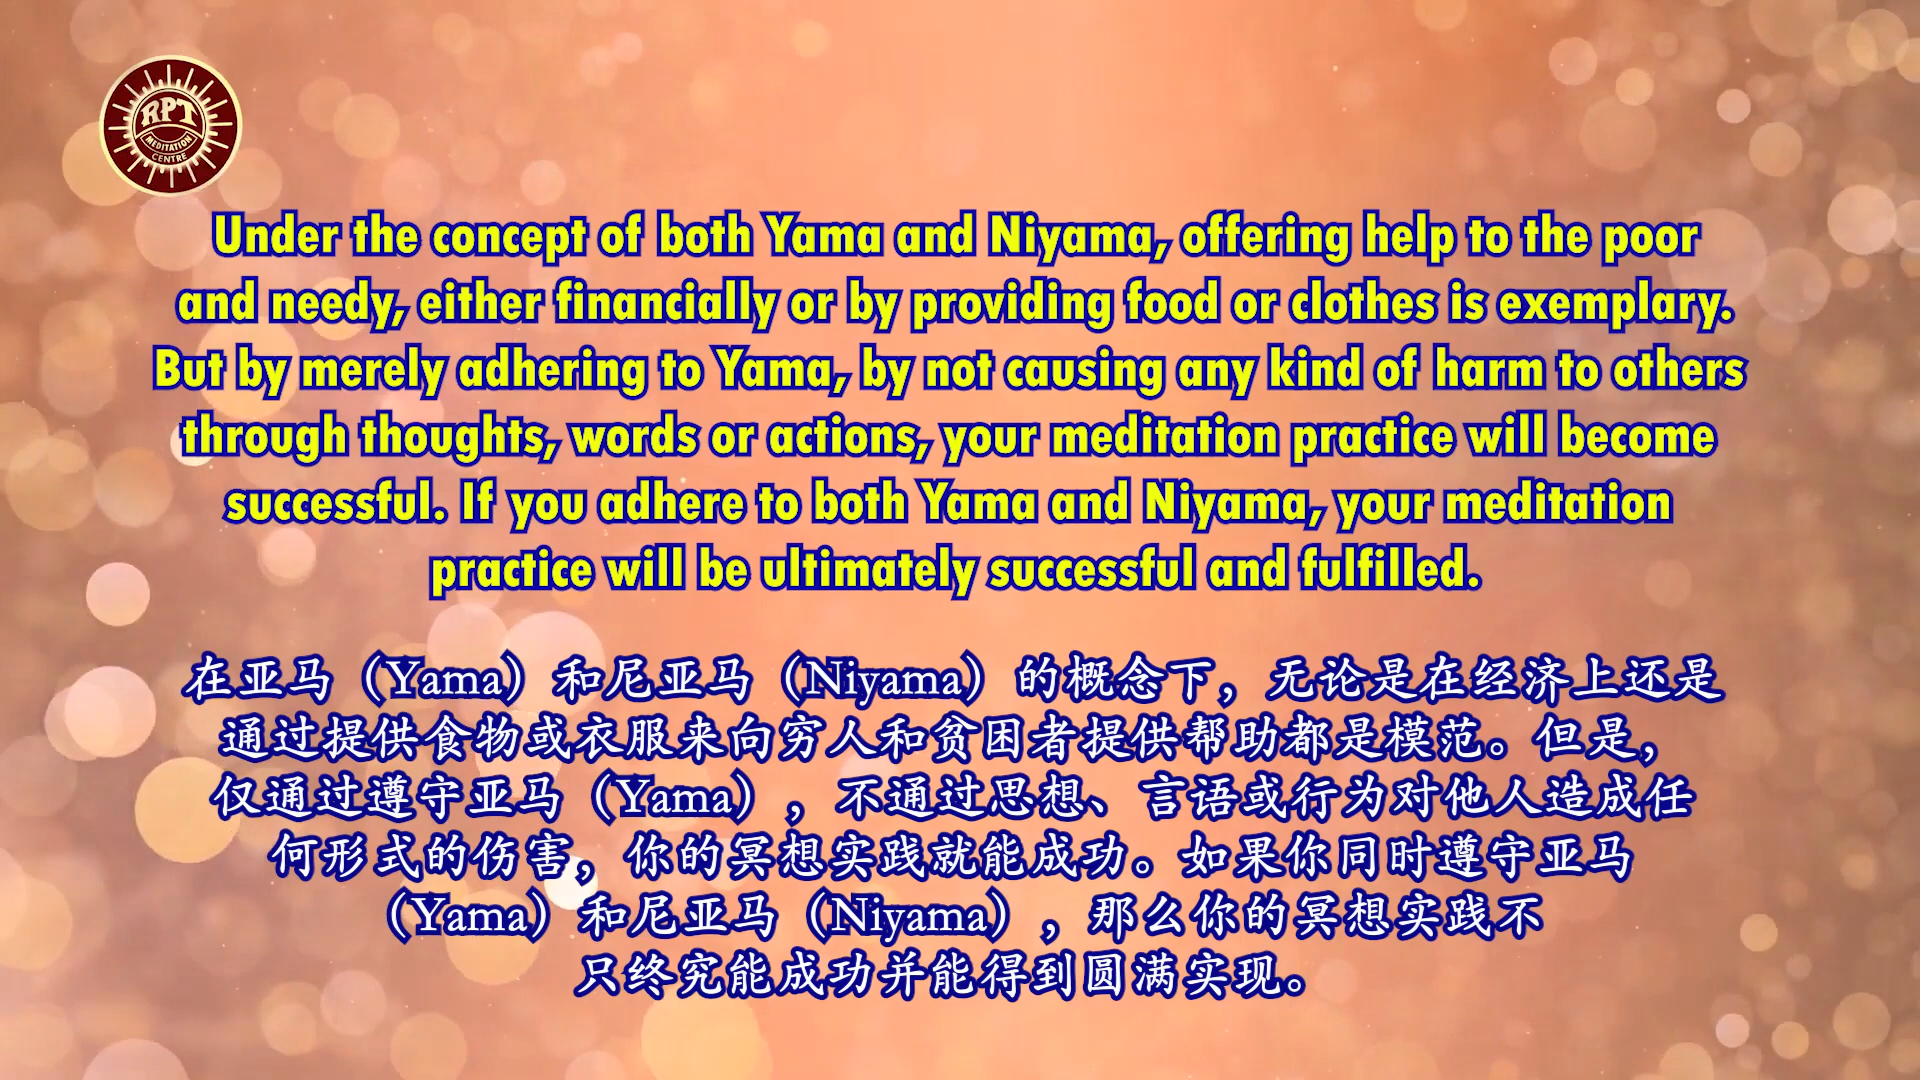 RPT
MEDITATION
CENTRE
Under the concept of both Yama and Niyama, offering help to the poor
and needy, either financially or by providing food or clothes is exemplary.
But by merely adhering to Yama, by not causing any kind of harm to others
through thoughts, words or actions, your meditation practice will become
successful. If you adhere to both Yama and Niyama, your meditation
practice will be ultimately successful and fulfilled.
在亚马（Yama）和尼亚马（Niyama）的概念下，无论是在经济上还是
通过提供食物或衣服来向穷人和贫困者提供帮助都是模范。但是，
仅通过遵守亚马（Yama），不通过思想、言语或行为对他人造成任
何形式的伤害，你的冥想实践就能成功。如果你同时遵守亚马
（Yama）和尼亚马（Niyama），那么你的冥想实践不
只终究能成功并能得到圆满实现。